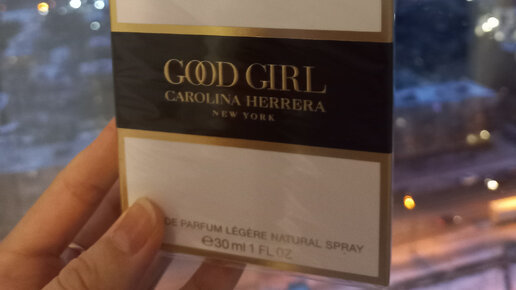 GOOD GIRL
CAROLINA HERRERA
NEW YORK
DE PARFUM LÉGÈRE NATURAL SPRAY
℮30 ml 1 FL OZ